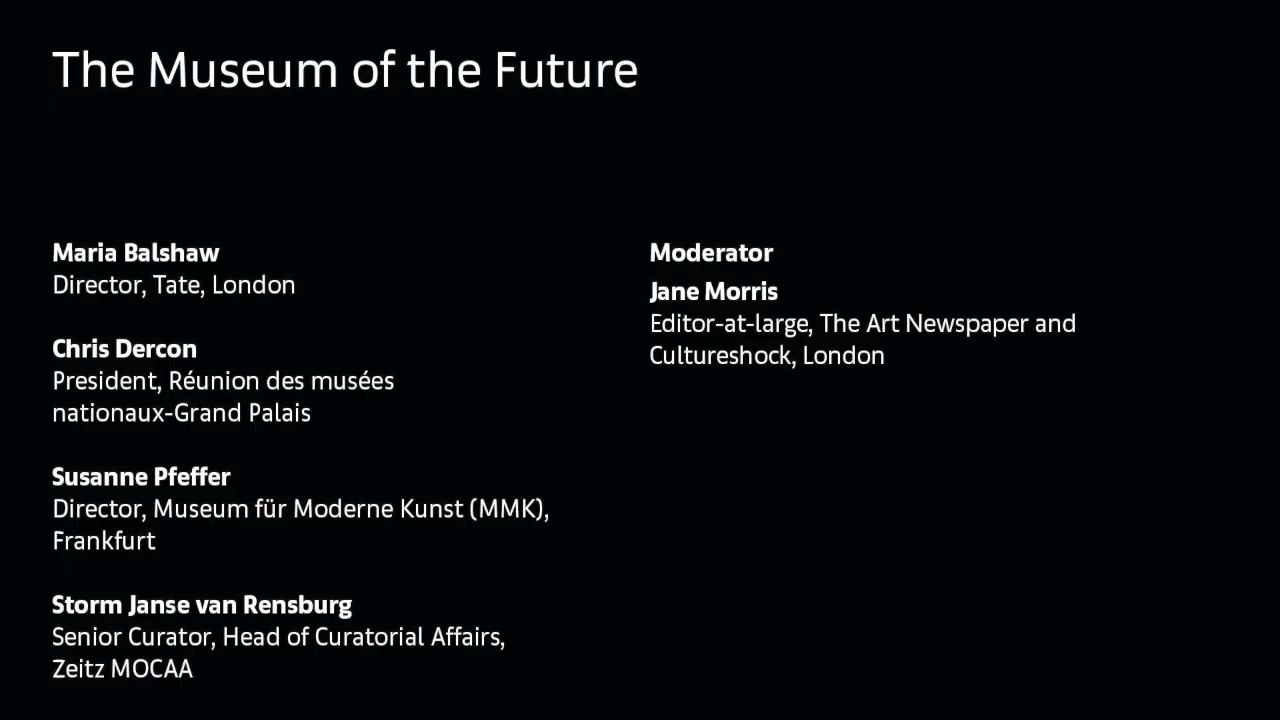 The Museum of the Future
Maria Balshaw
Director, Tate, London
Chris Dercon
President, Réunion des musées
nationaux-Grand Palais
Susanne Pfeffer
Director, Museum für Moderne Kunst (MMK),
Frankfurt
Storm Janse van Rensburg
Senior Curator, Head of Curatorial Affairs,
Zeitz MOCAA
Moderator
Jane Morris
Editor-at-large, The Art Newspaper and
Cultureshock, London